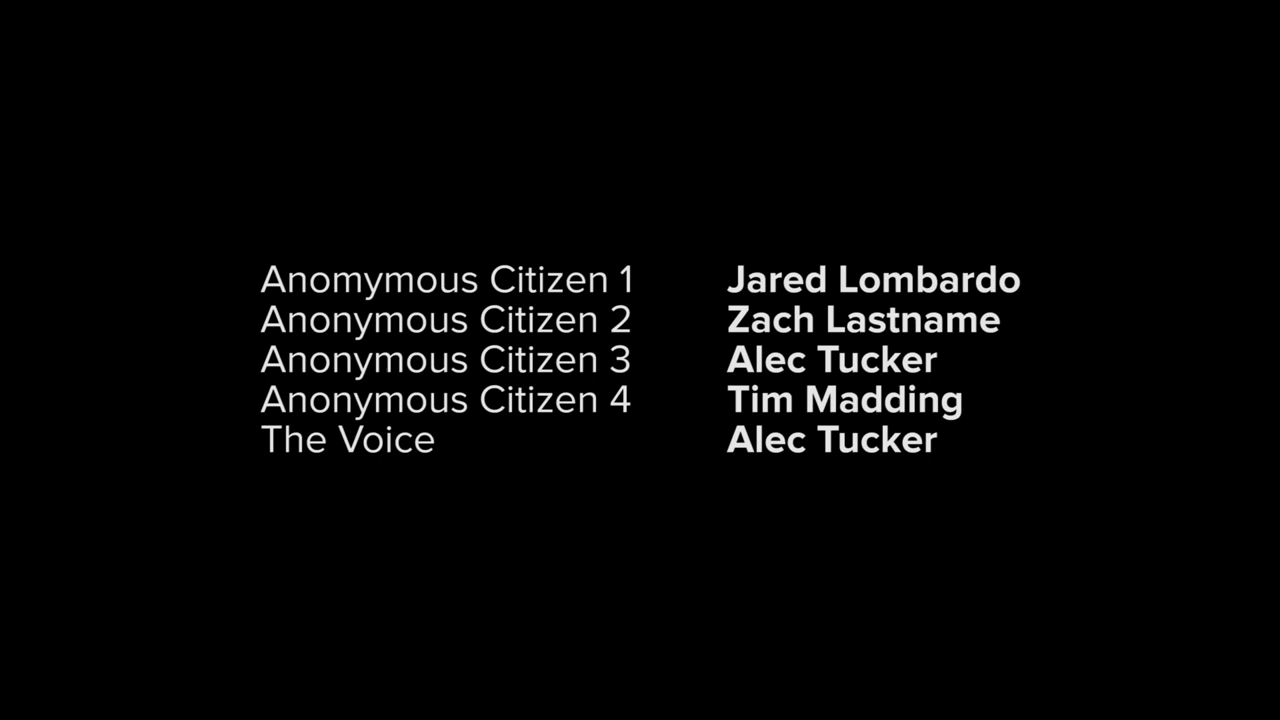 Anomymous Citizen 1 Jared Lombardo
Anonymous Citizen 2 Zach Lastname
Anonymous Citizen 3 Alec Tucker
Anonymous Citizen 4 Tim Madding
The Voice Alec Tucker